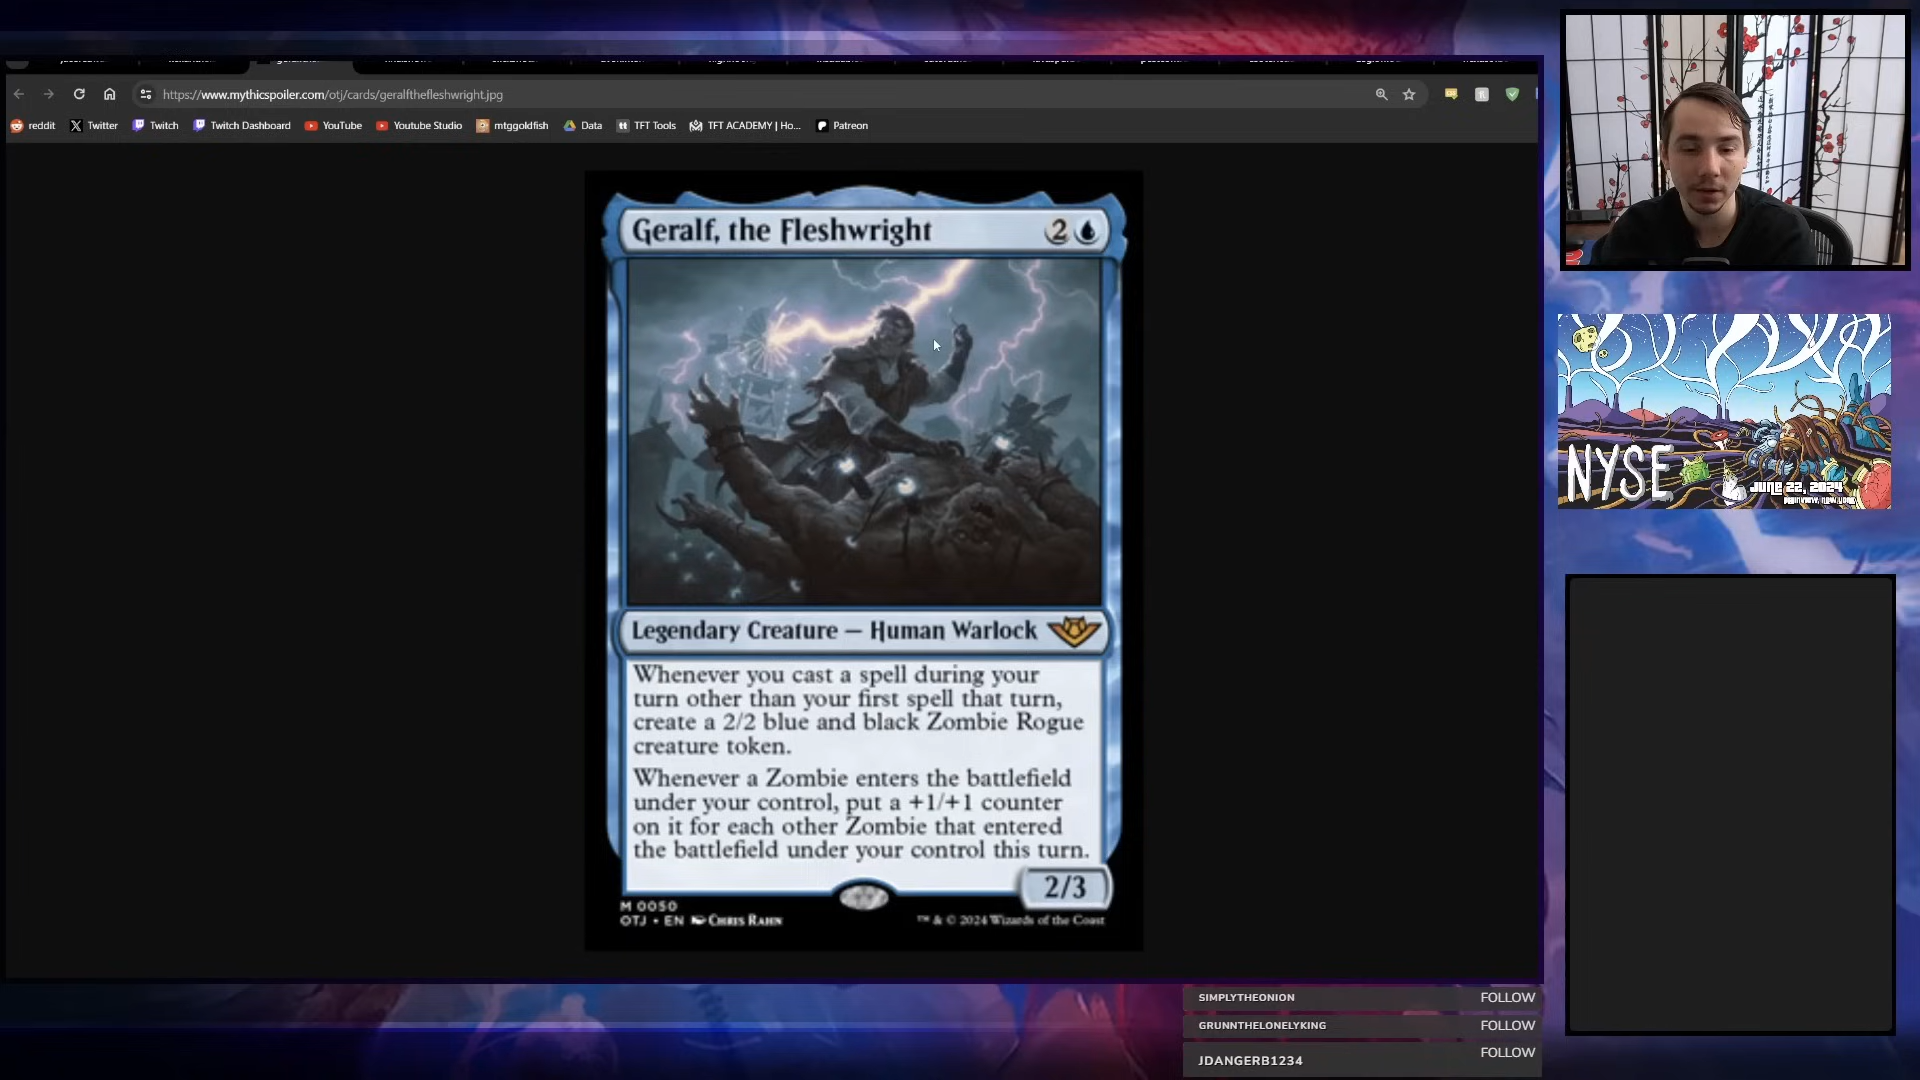 https://www.mythicspoiler.com/otj/cards/geralfthefleshwright.jpg
reddit
Twitter
Twitch
Twitch Dashboard
YouTube
Youtube Studio
mtggoldfish
Data
TFT Tools
TFT ACADEMY | Ho...
Patreon
Geralf, the Fleshwright 2
Legendary Creature — Human Warlock
Whenever you cast a spell during your
turn other than your first spell that turn,
create a 2/2 blue and black Zombie Rogue
creature token.
Whenever a Zombie enters the battlefield
under your control, put a +1/+1 counter
on it for each other Zombie that entered
the battlefield under your control this turn.
2/3
M 0050
OTJ • EN Chris Rahn
™ & © 2024 Wizards of the Coast
NYSE
JUNE 22, 2024
SIMPLYTHEONION FOLLOW
GRUNNTHELONELYKING FOLLOW
JDANGERB1234 FOLLOW